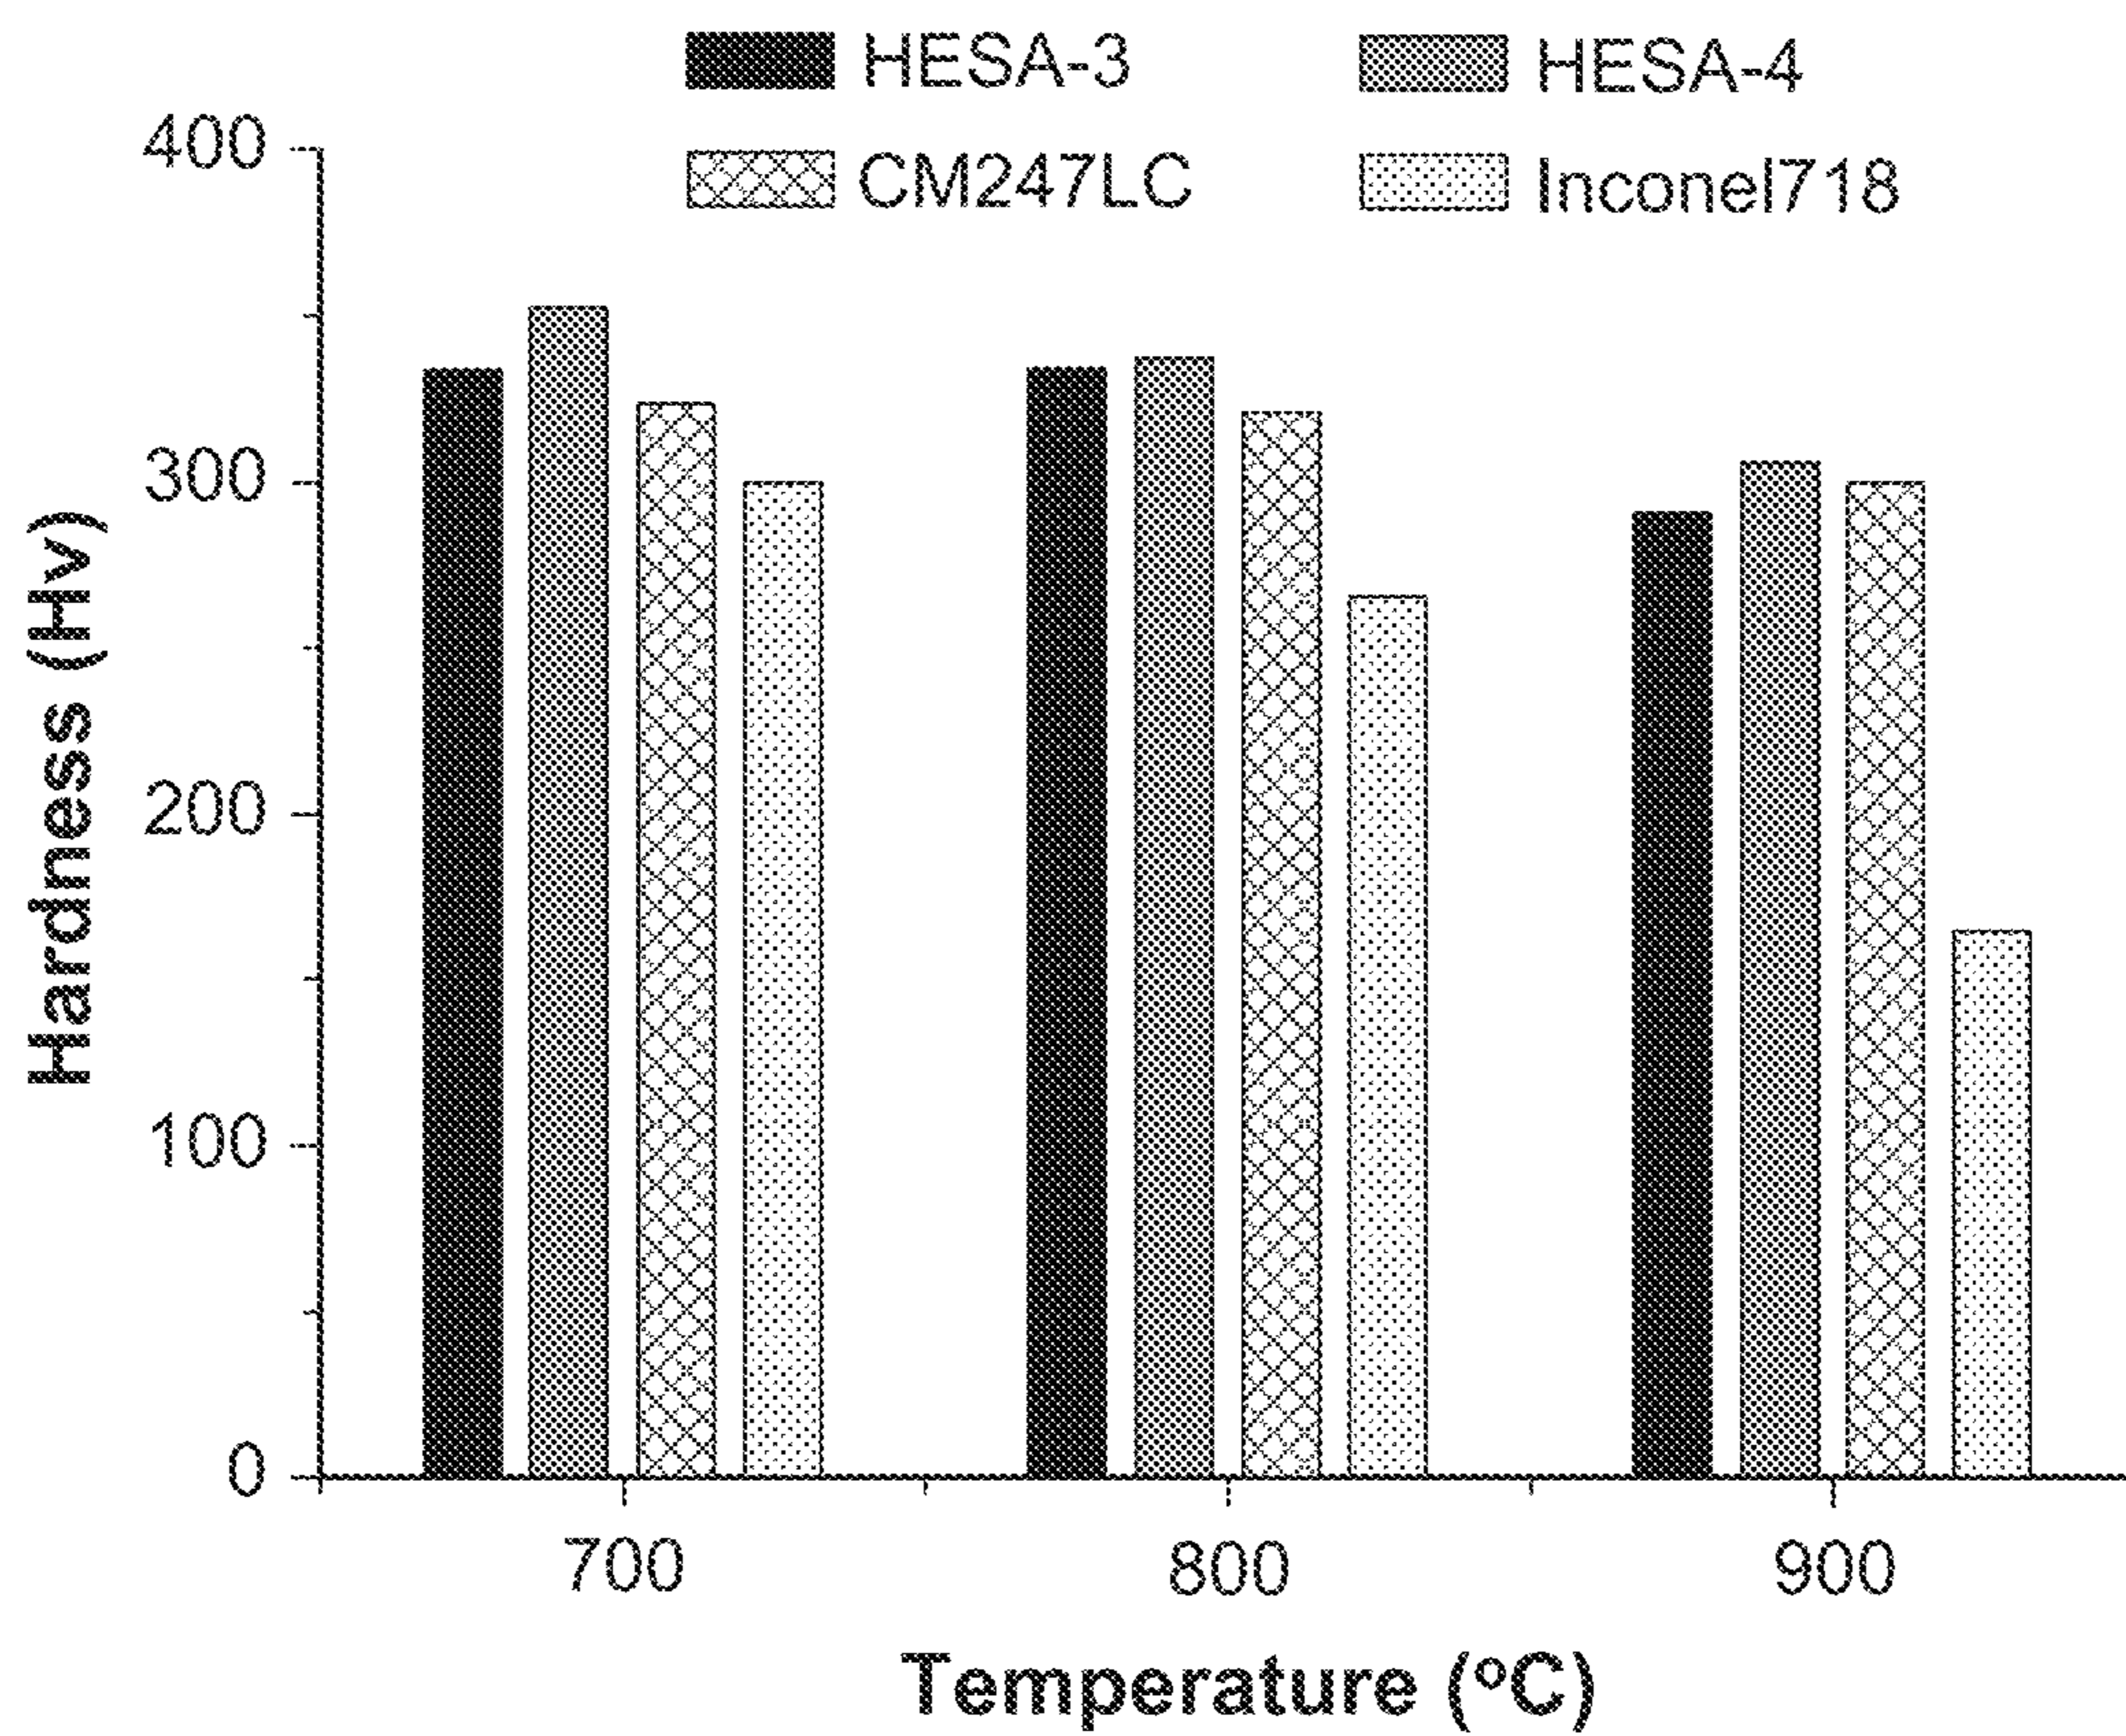 HESA-3
HESA-4
CM247LC
Inconel718
400
300
200
100
0
Hardness (Hv)
700
800
900
Temperature (°C)